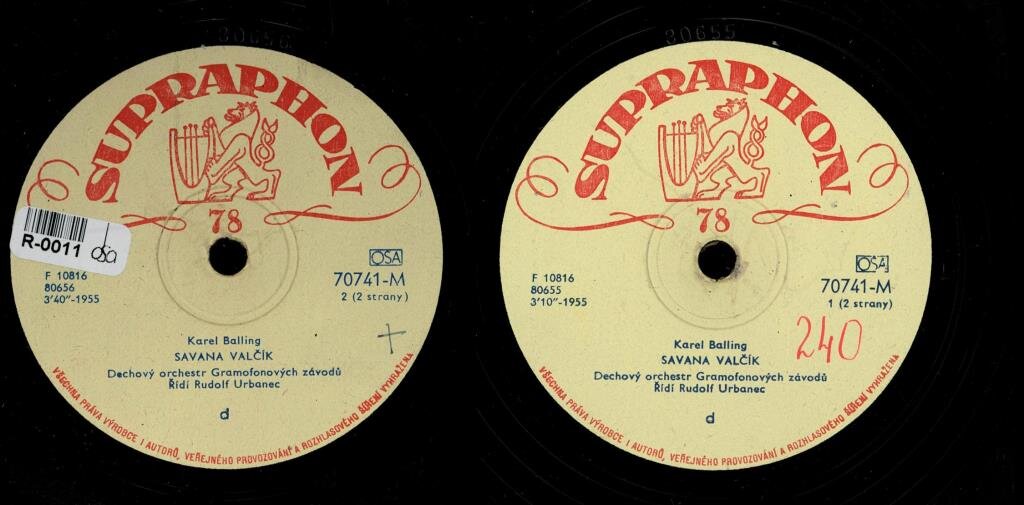 80656
SUPRAPHON
78
R-0011 osa
OSA
F 10816
80656
3'40"-1955
70741-M
2 (2 strany)
Karel Balling
SAVANA VALČÍK
Dechový orchestr Gramofonových závodů
Řídí Rudolf Urbanec
d
VŠECHNA PRÁVA VÝROBCE I AUTORŮ, VEŘEJNÉHO PROVOZOVÁNÍ A ROZHLASOVÉHO ŠÍŘENÍ VYHRAŽENA
80655
SUPRAPHON
78
OSA
F 10816
80655
3'10"-1955
70741-M
1 (2 strany)
240
Karel Balling
SAVANA VALČÍK
Dechový orchestr Gramofonových závodů
Řídí Rudolf Urbanec
d
VŠECHNA PRÁVA VÝROBCE I AUTORŮ, VEŘEJNÉHO PROVOZOVÁNÍ A ROZHLASOVÉHO ŠÍŘENÍ VYHRAŽENA